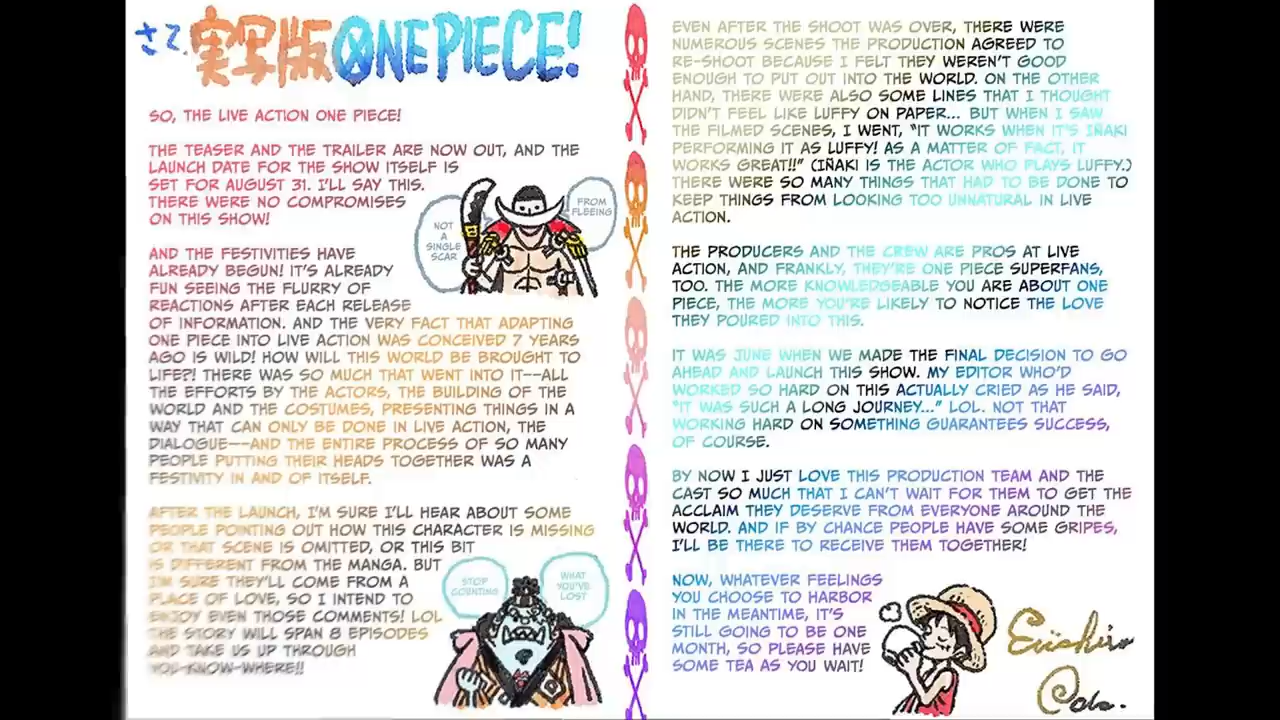 さて、実写版ONE PIECE!
SO, THE LIVE ACTION ONE PIECE!
THE TEASER AND THE TRAILER ARE NOW OUT, AND THE
LAUNCH DATE FOR THE SHOW ITSELF IS
SET FOR AUGUST 31. I'LL SAY THIS.
THERE WERE NO COMPROMISES
ON THIS SHOW!
NOT
A
SINGLE
SCAR
FROM
FLEEING
AND THE FESTIVITIES HAVE
ALREADY BEGUN! IT'S ALREADY
FUN SEEING THE FLURRY OF
REACTIONS AFTER EACH RELEASE
OF INFORMATION. AND THE VERY FACT THAT ADAPTING
ONE PIECE INTO LIVE ACTION WAS CONCEIVED 7 YEARS
AGO IS WILD! HOW WILL THIS WORLD BE BROUGHT TO
LIFE?! THERE WAS SO MUCH THAT WENT INTO IT--ALL
THE EFFORTS BY THE ACTORS, THE BUILDING OF THE
WORLD AND THE COSTUMES, PRESENTING THINGS IN A
WAY THAT CAN ONLY BE DONE IN LIVE ACTION, THE
DIALOGUE--AND THE ENTIRE PROCESS OF SO MANY
PEOPLE PUTTING THEIR HEADS TOGETHER WAS A
FESTIVITY IN AND OF ITSELF.
AFTER THE LAUNCH, I'M SURE I'LL HEAR ABOUT SOME
PEOPLE POINTING OUT HOW THIS CHARACTER IS MISSING
OR THAT SCENE IS OMITTED, OR THIS BIT
IS DIFFERENT FROM THE MANGA. BUT
I'M SURE THEY'LL COME FROM A
PLACE OF LOVE, SO I INTEND TO
ENJOY EVEN THOSE COMMENTS! LOL
THE STORY WILL SPAN 8 EPISODES
AND TAKE US UP THROUGH
YOU-KNOW-WHERE!!
STOP
COUNTING
WHAT
YOU'VE
LOST
EVEN AFTER THE SHOOT WAS OVER, THERE WERE
NUMEROUS SCENES THE PRODUCTION AGREED TO
RE-SHOOT BECAUSE I FELT THEY WEREN'T GOOD
ENOUGH TO PUT OUT INTO THE WORLD. ON THE OTHER
HAND, THERE WERE ALSO SOME LINES THAT I THOUGHT
DIDN'T FEEL LIKE LUFFY ON PAPER... BUT WHEN I SAW
THE FILMED SCENES, I WENT, "IT WORKS WHEN IT'S IÑAKI
PERFORMING IT AS LUFFY! AS A MATTER OF FACT, IT
WORKS GREAT!!" (IÑAKI IS THE ACTOR WHO PLAYS LUFFY.)
THERE WERE SO MANY THINGS THAT HAD TO BE DONE TO
KEEP THINGS FROM LOOKING TOO UNNATURAL IN LIVE
ACTION.
THE PRODUCERS AND THE CREW ARE PROS AT LIVE
ACTION, AND FRANKLY, THEY'RE ONE PIECE SUPERFANS,
TOO. THE MORE KNOWLEDGEABLE YOU ARE ABOUT ONE
PIECE, THE MORE YOU'RE LIKELY TO NOTICE THE LOVE
THEY POURED INTO THIS.
IT WAS JUNE WHEN WE MADE THE FINAL DECISION TO GO
AHEAD AND LAUNCH THIS SHOW. MY EDITOR WHO'D
WORKED SO HARD ON THIS ACTUALLY CRIED AS HE SAID,
"IT WAS SUCH A LONG JOURNEY..." LOL. NOT THAT
WORKING HARD ON SOMETHING GUARANTEES SUCCESS,
OF COURSE.
BY NOW I JUST LOVE THIS PRODUCTION TEAM AND THE
CAST SO MUCH THAT I CAN'T WAIT FOR THEM TO GET THE
ACCLAIM THEY DESERVE FROM EVERYONE AROUND THE
WORLD. AND IF BY CHANCE PEOPLE HAVE SOME GRIPES,
I'LL BE THERE TO RECEIVE THEM TOGETHER!
NOW, WHATEVER FEELINGS
YOU CHOOSE TO HARBOR
IN THE MEANTIME, IT'S
STILL GOING TO BE ONE
MONTH, SO PLEASE HAVE
SOME TEA AS YOU WAIT!
Eiichiro
Oda.